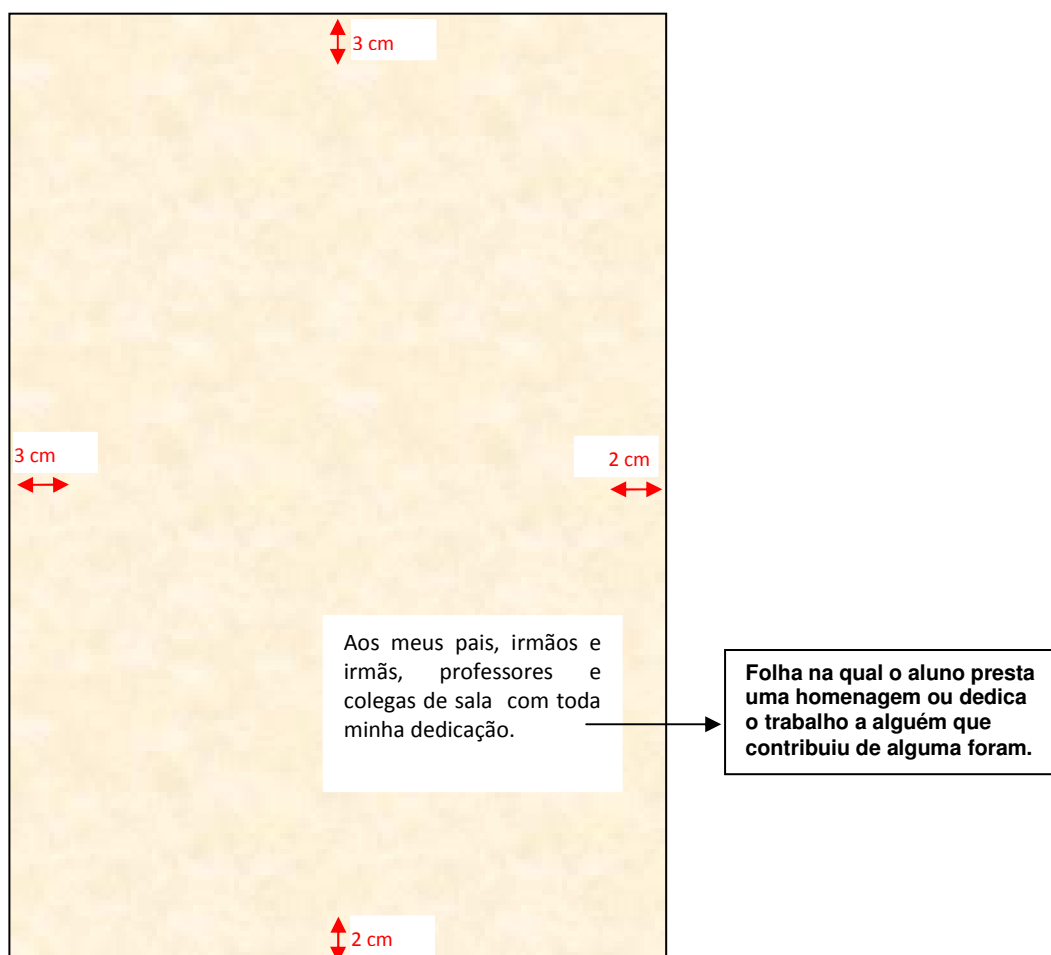 3 cm
3 cm
2 cm
Aos meus pais, irmãos e
irmãs, professores e
colegas de sala com toda
minha dedicação.
Folha na qual o aluno presta
uma homenagem ou dedica
o trabalho a alguém que
contribuiu de alguma foram.
2 cm